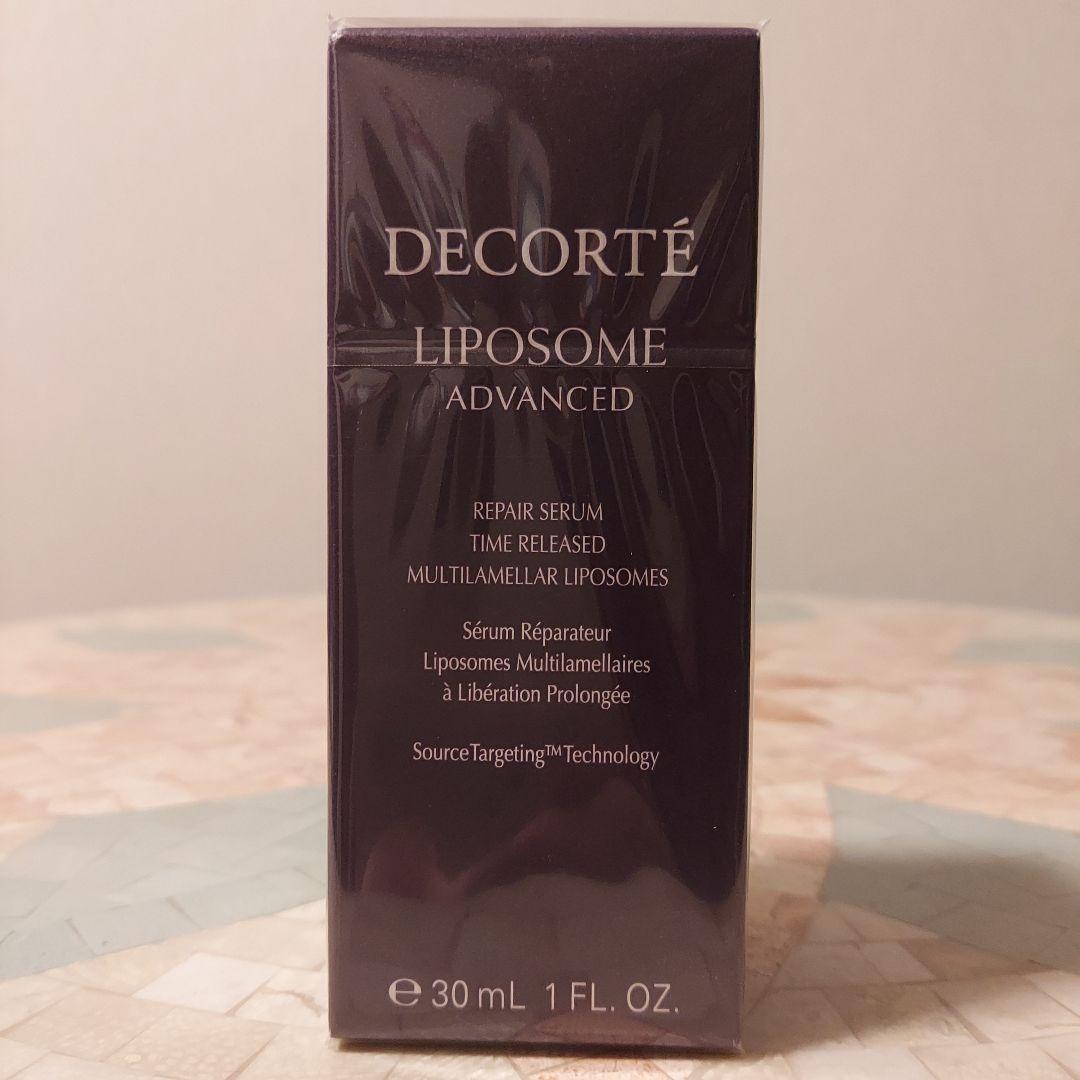 DECORTÉ
LIPOSOME
ADVANCED
REPAIR SERUM
TIME RELEASED
MULTILAMELLAR LIPOSOMES
Sérum Réparateur
Liposomes Multilamellaires
à Libération Prolongée
SourceTargeting™Technology
℮ 30 mL 1 FL. OZ.